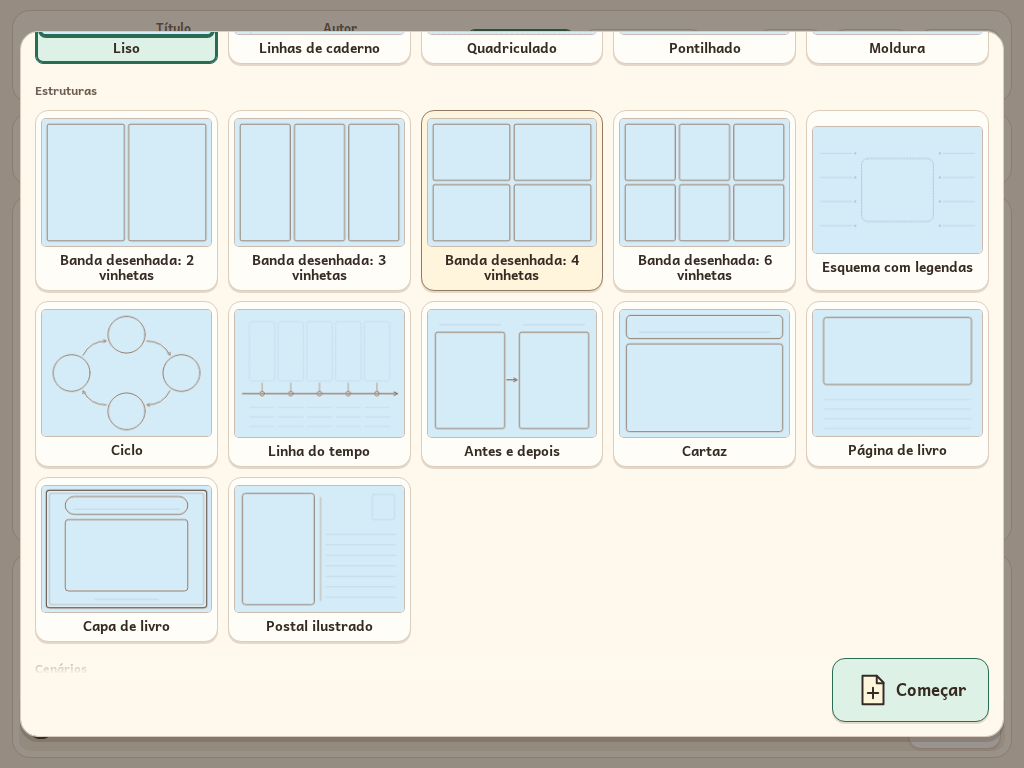 Título Autor
Liso Linhas de caderno Quadriculado Pontilhado Moldura
Estruturas
Banda desenhada: 2 vinhetas
Banda desenhada: 3 vinhetas
Banda desenhada: 4 vinhetas
Banda desenhada: 6 vinhetas
Esquema com legendas
Ciclo Linha do tempo Antes e depois Cartaz Página de livro
Capa de livro Postal ilustrado
Cenários
Começar